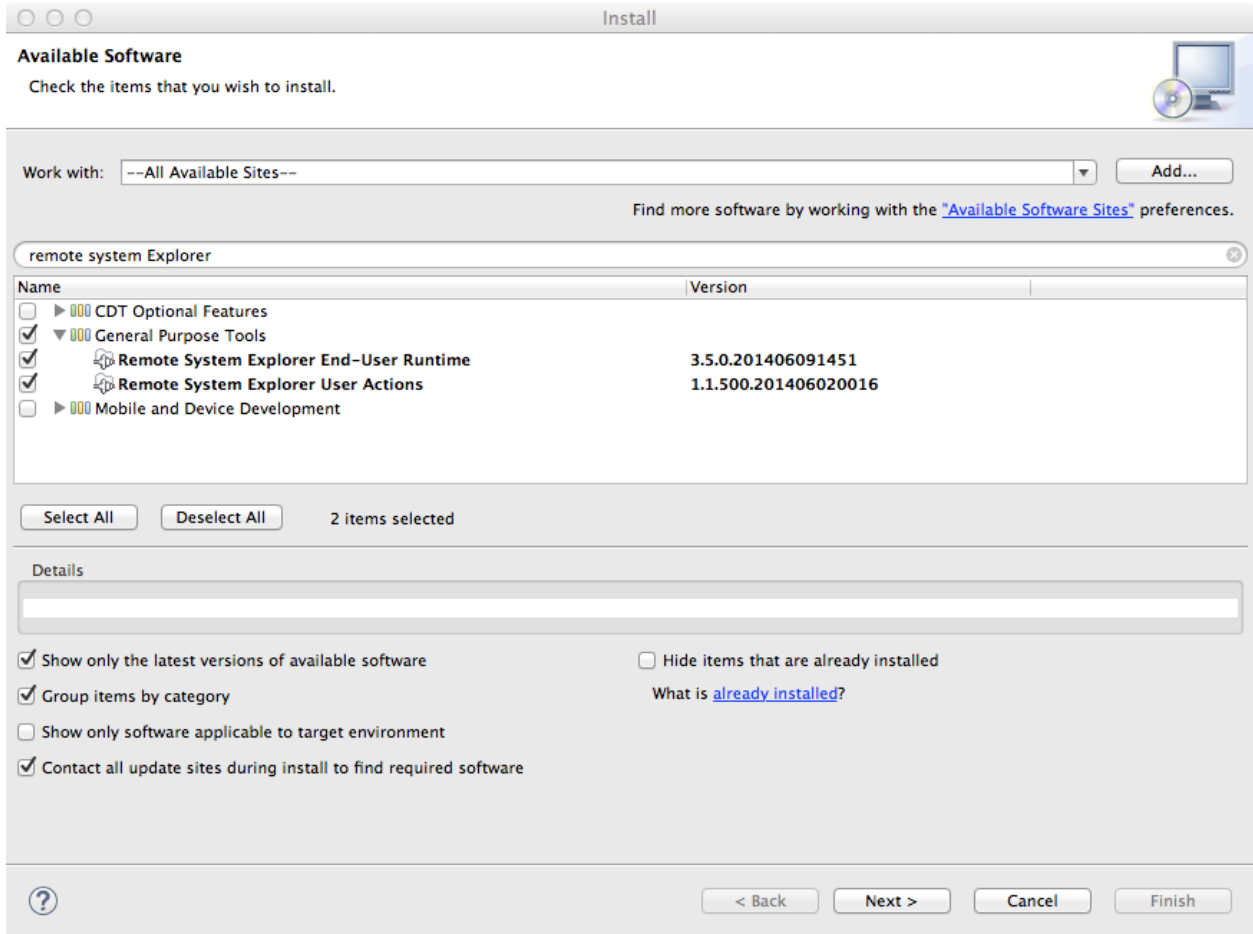 Install
Available Software
Check the items that you wish to install.
Work with: --All Available Sites-- Add...
Find more software by working with the "Available Software Sites" preferences.
remote system Explorer
Name Version
CDT Optional Features
General Purpose Tools
Remote System Explorer End-User Runtime 3.5.0.201406091451
Remote System Explorer User Actions 1.1.500.201406020016
Mobile and Device Development
Select All Deselect All 2 items selected
Details
Show only the latest versions of available software Hide items that are already installed
Group items by category What is already installed?
Show only software applicable to target environment
Contact all update sites during install to find required software
? < Back Next > Cancel Finish